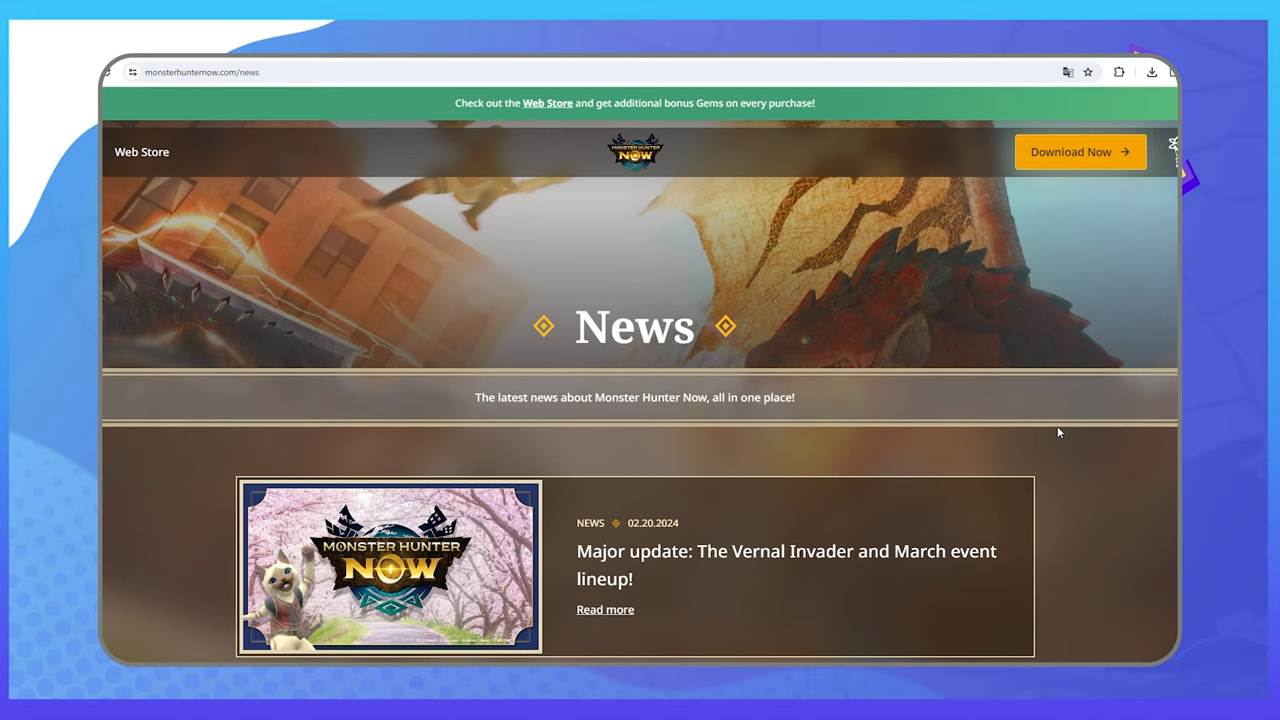 monsterhunternow.com/news
Check out the Web Store and get additional bonus Gems on every purchase!
Web Store
MONSTER HUNTER
NOW
Download Now
News
The latest news about Monster Hunter Now, all in one place!
MONSTER HUNTER
NOW
NEWS 02.20.2024
Major update: The Vernal Invader and March event
lineup!
Read more